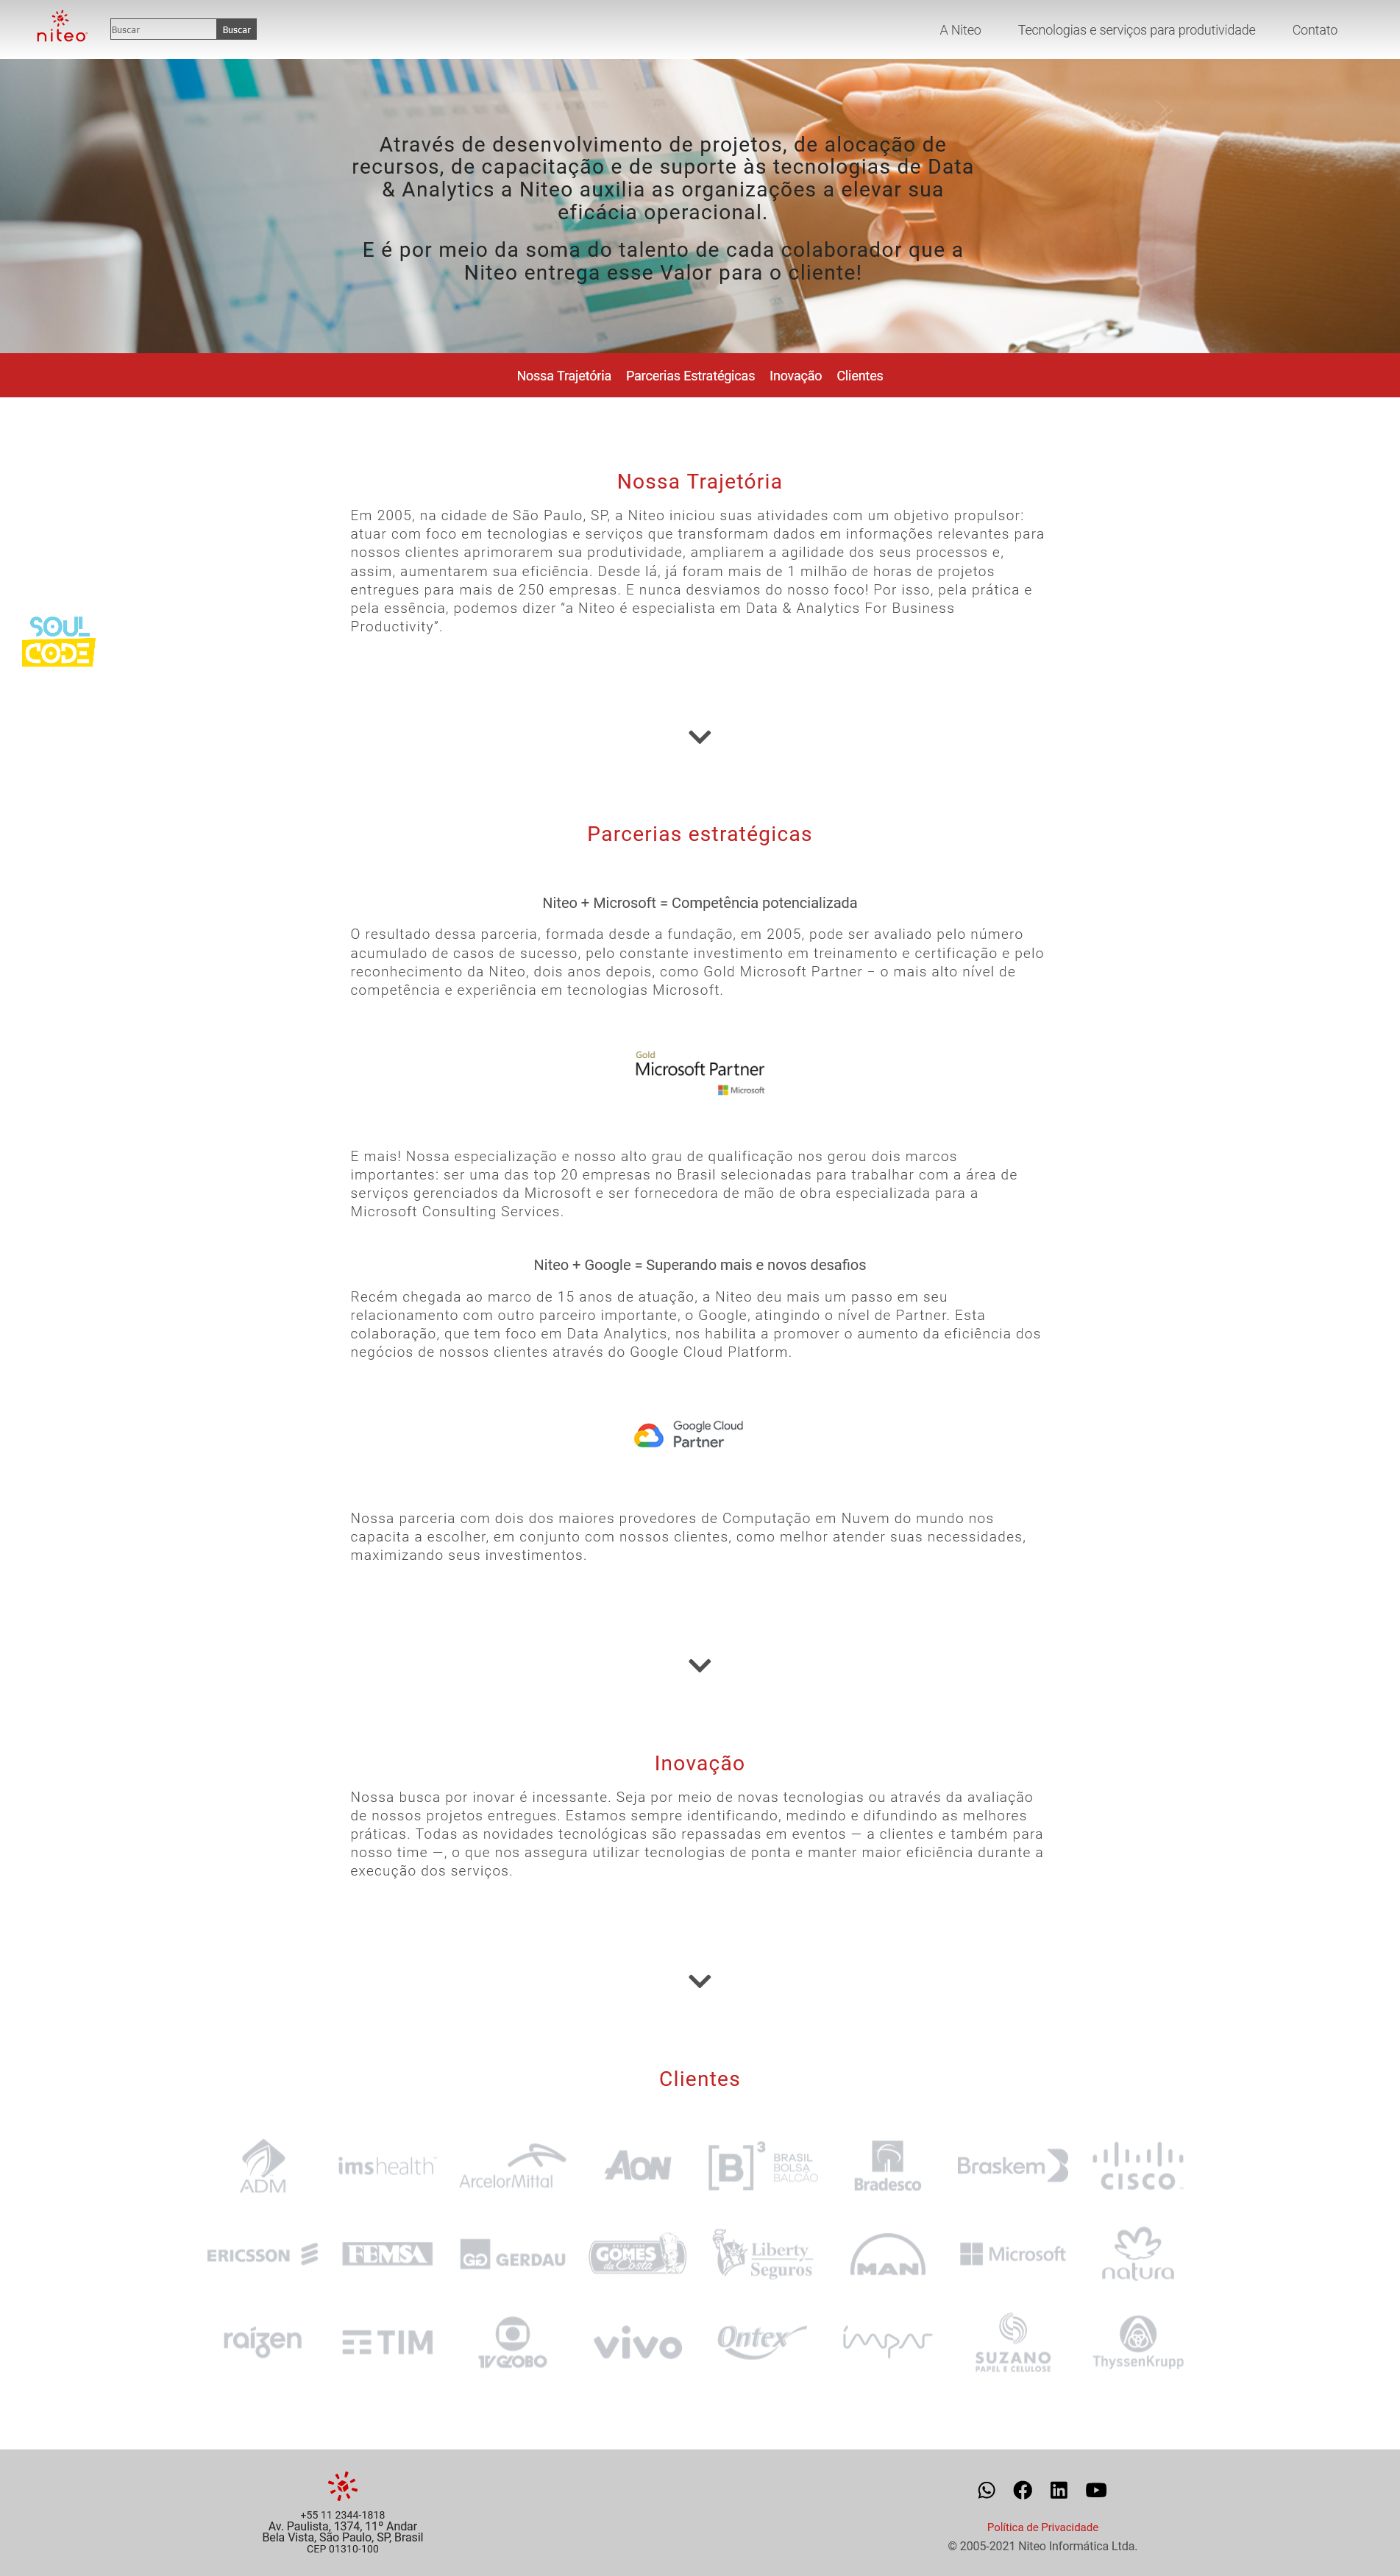 niteo
Buscar
Buscar
A Niteo
Tecnologias e serviços para produtividade
Contato
Através de desenvolvimento de projetos, de alocação de
recursos, de capacitação e de suporte às tecnologias de Data
& Analytics a Niteo auxilia as organizações a elevar sua
eficácia operacional.
E é por meio da soma do talento de cada colaborador que a
Niteo entrega esse Valor para o cliente!
Nossa Trajetória
Parcerias Estratégicas
Inovação
Clientes
Nossa Trajetória
Em 2005, na cidade de São Paulo, SP, a Niteo iniciou suas atividades com um objetivo propulsor:
atuar com foco em tecnologias e serviços que transformam dados em informações relevantes para
nossos clientes aprimorarem sua produtividade, ampliarem a agilidade dos seus processos e,
assim, aumentarem sua eficiência. Desde lá, já foram mais de 1 milhão de horas de projetos
entregues para mais de 250 empresas. E nunca desviamos do nosso foco! Por isso, pela prática e
pela essência, podemos dizer “a Niteo é especialista em Data & Analytics For Business
Productivity”.
SOUL
CODE
Parcerias estratégicas
Niteo + Microsoft = Competência potencializada
O resultado dessa parceria, formada desde a fundação, em 2005, pode ser avaliado pelo número
acumulado de casos de sucesso, pelo constante investimento em treinamento e certificação e pelo
reconhecimento da Niteo, dois anos depois, como Gold Microsoft Partner – o mais alto nível de
competência e experiência em tecnologias Microsoft.
Gold
Microsoft Partner
Microsoft
E mais! Nossa especialização e nosso alto grau de qualificação nos gerou dois marcos
importantes: ser uma das top 20 empresas no Brasil selecionadas para trabalhar com a área de
serviços gerenciados da Microsoft e ser fornecedora de mão de obra especializada para a
Microsoft Consulting Services.
Niteo + Google = Superando mais e novos desafios
Recém chegada ao marco de 15 anos de atuação, a Niteo deu mais um passo em seu
relacionamento com outro parceiro importante, o Google, atingindo o nível de Partner. Esta
colaboração, que tem foco em Data Analytics, nos habilita a promover o aumento da eficiência dos
negócios de nossos clientes através do Google Cloud Platform.
Google Cloud
Partner
Nossa parceria com dois dos maiores provedores de Computação em Nuvem do mundo nos
capacita a escolher, em conjunto com nossos clientes, como melhor atender suas necessidades,
maximizando seus investimentos.
Inovação
Nossa busca por inovar é incessante. Seja por meio de novas tecnologias ou através da avaliação
de nossos projetos entregues. Estamos sempre identificando, medindo e difundindo as melhores
práticas. Todas as novidades tecnológicas são repassadas em eventos — a clientes e também para
nosso time —, o que nos assegura utilizar tecnologias de ponta e manter maior eficiência durante a
execução dos serviços.
Clientes
ADM
imshealth
ArcelorMittal
AON
[B]3 BRASIL
BOLSA
BALCÃO
Bradesco
Braskem
CISCO
ERICSSON
FEMSA
GG GERDAU
GOMES
da Costa
Liberty
Seguros
MAN
Microsoft
natura
raízen
TIM
TV GLOBO
vivo
Ontex
impar
SUZANO
PAPEL E CELULOSE
ThyssenKrupp
+55 11 2344-1818
Av. Paulista, 1374, 11º Andar
Bela Vista, São Paulo, SP, Brasil
CEP 01310-100
in
Política de Privacidade
© 2005-2021 Niteo Informática Ltda.